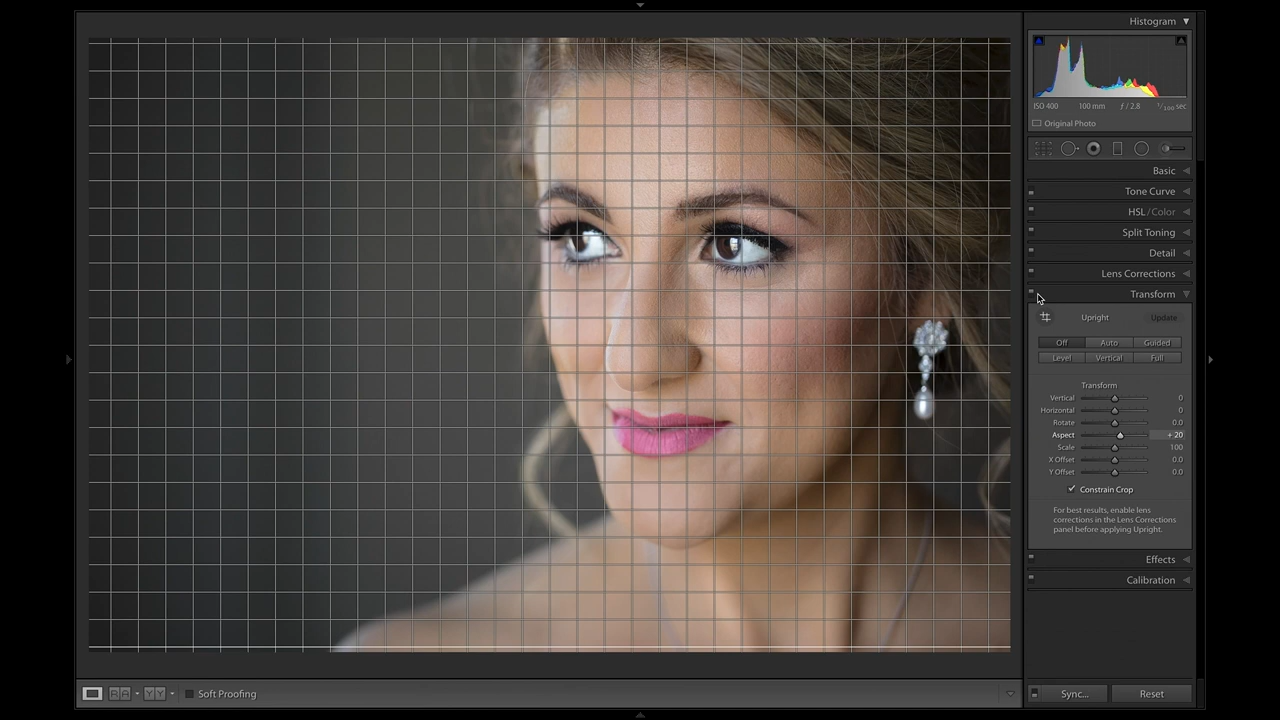 Histogram
ISO 400 100 mm ƒ / 2.8 1/100 sec
Original Photo
Basic
Tone Curve
HSL / Color
Split Toning
Detail
Lens Corrections
Transform
Upright Update
Off Auto Guided
Level Vertical Full
Transform
Vertical 0
Horizontal 0
Rotate 0.0
Aspect + 20
Scale 100
X Offset 0.0
Y Offset 0.0
Constrain Crop
For best results, enable lens
corrections in the Lens Corrections
panel before applying Upright.
Effects
Calibration
R A Y Y Soft Proofing Sync... Reset